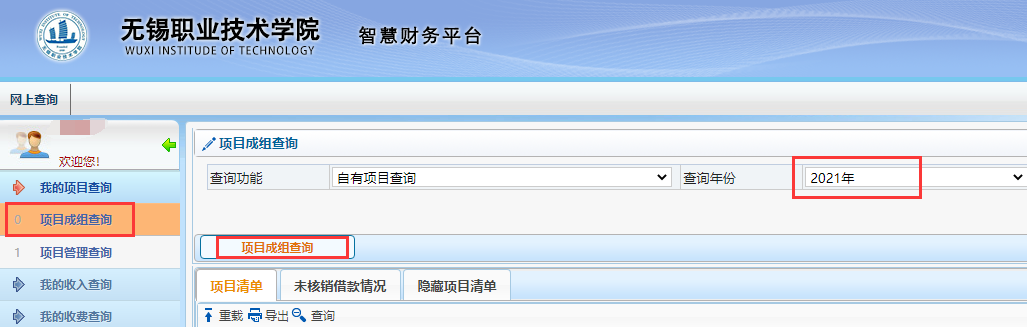 无锡职业技术学院
WUXI INSTITUTE OF TECHNOLOGY
智慧财务平台
网上查询
欢迎您!
我的项目查询
0 项目成组查询
1 项目管理查询
我的收入查询
我的收费查询
项目成组查询
查询功能 自有项目查询 查询年份 2021年
项目成组查询
项目清单 未核销借款情况 隐藏项目清单
重载 导出 查询